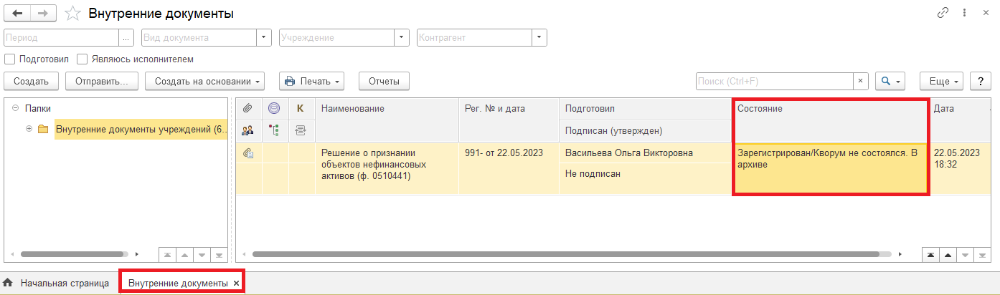 Внутренние документы
Период ...
Вид документа
Учреждение
Контрагент
Подготовил
Являюсь исполнителем
Создать
Отправить...
Создать на основании
Печать
Отчеты
Поиск (Ctrl+F)
×
Еще
?
Папки
Внутренние документы учреждений (6...
К
Наименование
Рег. № и дата
Подготовил
Подписан (утвержден)
Состояние
Дата
Решение о признании
объектов нефинансовых
активов (ф. 0510441)
991- от 22.05.2023
Васильева Ольга Викторовна
Не подписан
Зарегистрирован/Кворум не состоялся. В
архиве
22.05.2023
18:32
Начальная страница
Внутренние документы ×